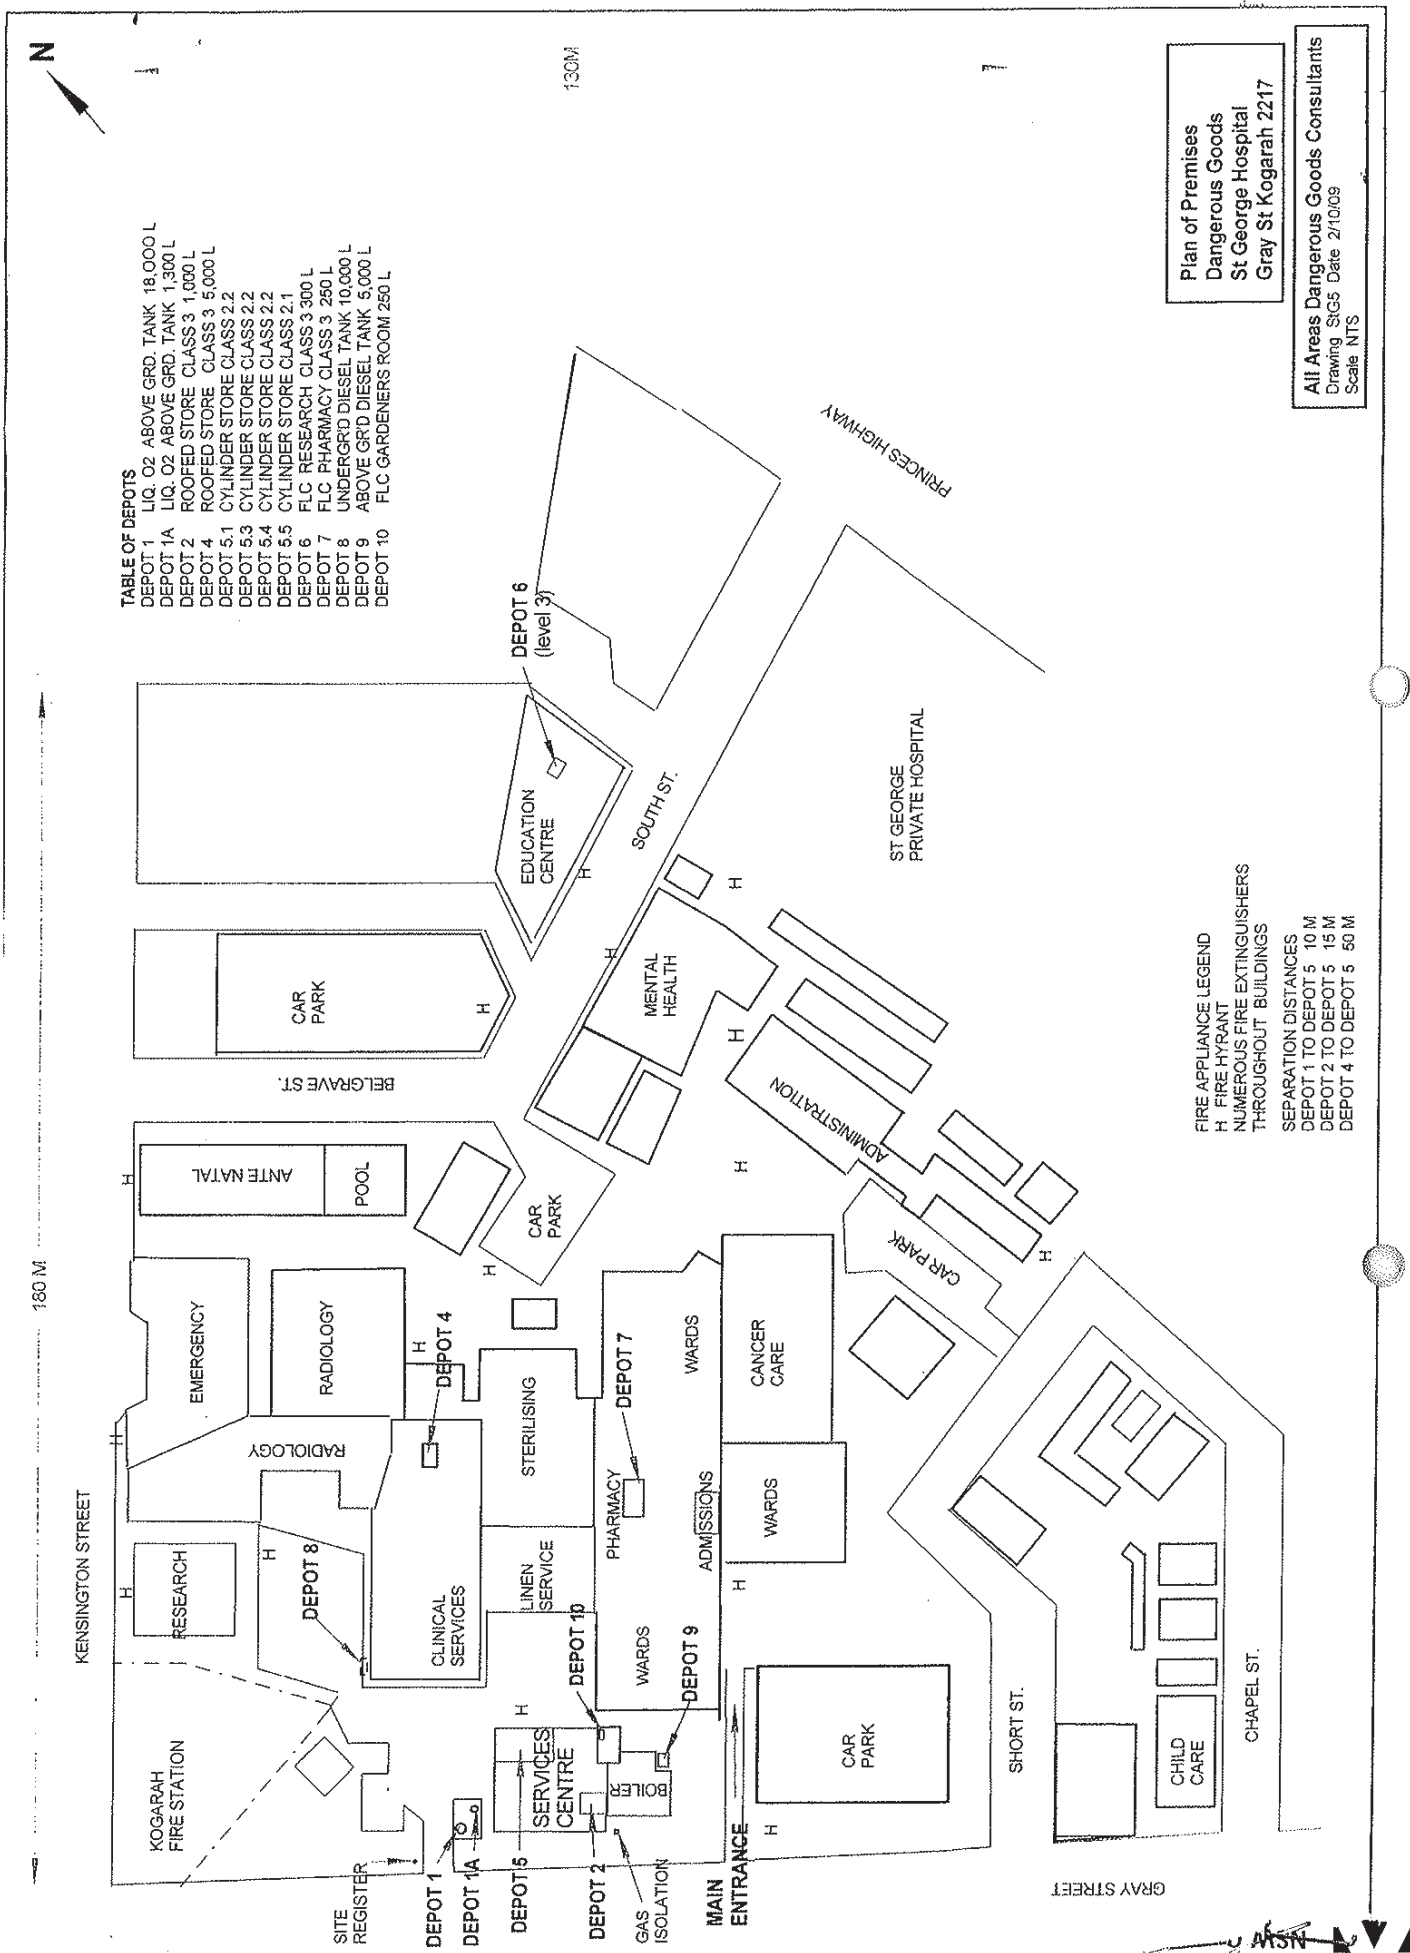 N
180 M
130M
TABLE OF DEPOTS
DEPOT 1 LIQ. O2 ABOVE GRD. TANK 18,000 L
DEPOT 1A LIQ. O2 ABOVE GRD. TANK 1,300 L
DEPOT 2 ROOFED STORE CLASS 3 1,000 L
DEPOT 4 ROOFED STORE CLASS 3 5,000 L
DEPOT 5.1 CYLINDER STORE CLASS 2.2
DEPOT 5.3 CYLINDER STORE CLASS 2.2
DEPOT 5.4 CYLINDER STORE CLASS 2.2
DEPOT 5.5 CYLINDER STORE CLASS 2.1
DEPOT 6 FLC RESEARCH CLASS 3 300 L
DEPOT 7 FLC PHARMACY CLASS 3 250 L
DEPOT 8 UNDERGR'D DIESEL TANK 10,000 L
DEPOT 9 ABOVE GR'D DIESEL TANK 5,000 L
DEPOT 10 FLC GARDENERS ROOM 250 L
KENSINGTON STREET
KOGARAH
FIRE STATION
H
RESEARCH
H
H
EMERGENCY
H
ANTE NATAL
POOL
RADIOLOGY
RADIOLOGY
H
DEPOT 8
BELGRAVE ST.
CAR
PARK
H
EDUCATION
CENTRE
H
DEPOT 6
(level 3)
SITE
REGISTER
CLINICAL
SERVICES
DEPOT 4
H
H
CAR
PARK
DEPOT 1
DEPOT 1A
DEPOT 5
H
SERVICES
CENTRE
LINEN
SERVICE
STERILISING
DEPOT 2
DEPOT 10
PHARMACY
DEPOT 7
GAS
ISOLATION
BOILER
WARDS
DEPOT 9
WARDS
ADMISSIONS
H
SOUTH ST.
MENTAL
HEALTH
H
H
H
PRINCES HIGHWAY
MAIN
ENTRANCE
H
H
WARDS
CANCER
CARE
ADMINISTRATION
ST GEORGE
PRIVATE HOSPITAL
CAR
PARK
CAR PARK
H
SHORT ST.
GRAY STREET
CHILD
CARE
CHAPEL ST.
FIRE APPLIANCE LEGEND
H FIRE HYRANT
NUMEROUS FIRE EXTINGUISHERS
THROUGHOUT BUILDINGS
SEPARATION DISTANCES
DEPOT 1 TO DEPOT 5 10 M
DEPOT 2 TO DEPOT 5 15 M
DEPOT 4 TO DEPOT 5 50 M
Plan of Premises
Dangerous Goods
St George Hospital
Gray St Kogarah 2217
All Areas Dangerous Goods Consultants
Drawing StG5 Date 2/10/09
Scale NTS